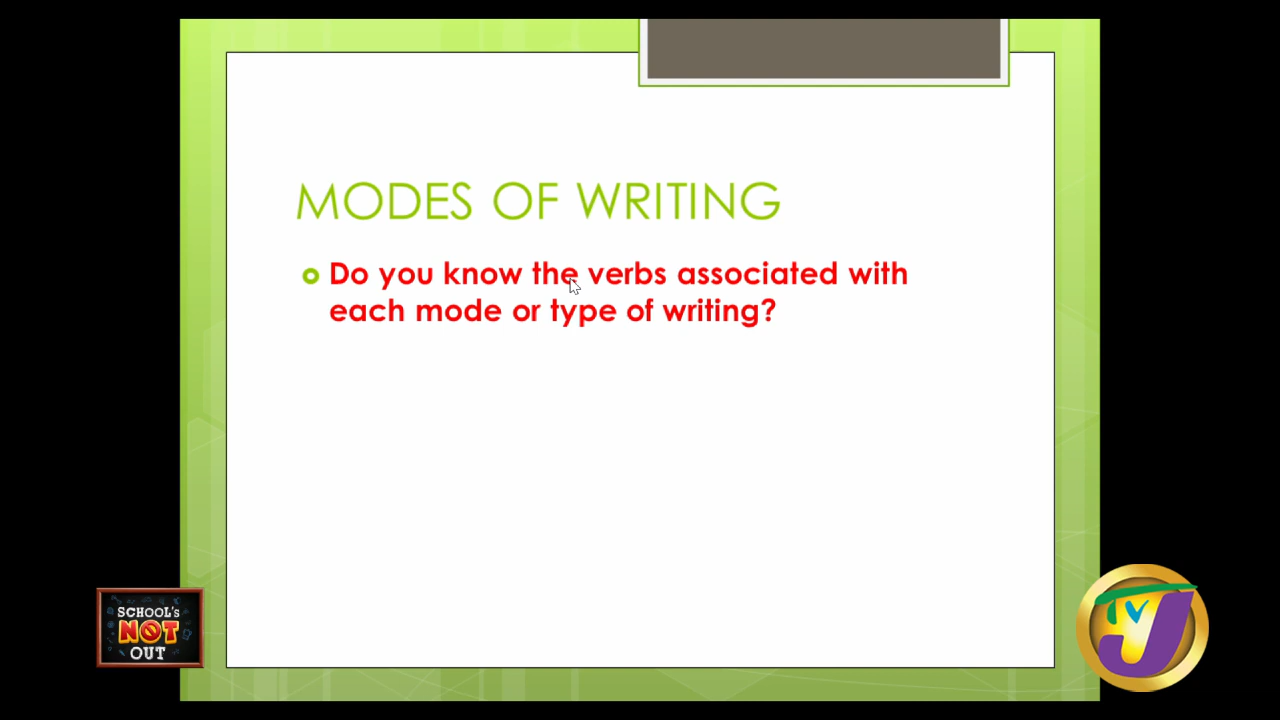 MODES OF WRITING
Do you know the verbs associated with
each mode or type of writing?
SCHOOL's
NOT
OUT
TVJ